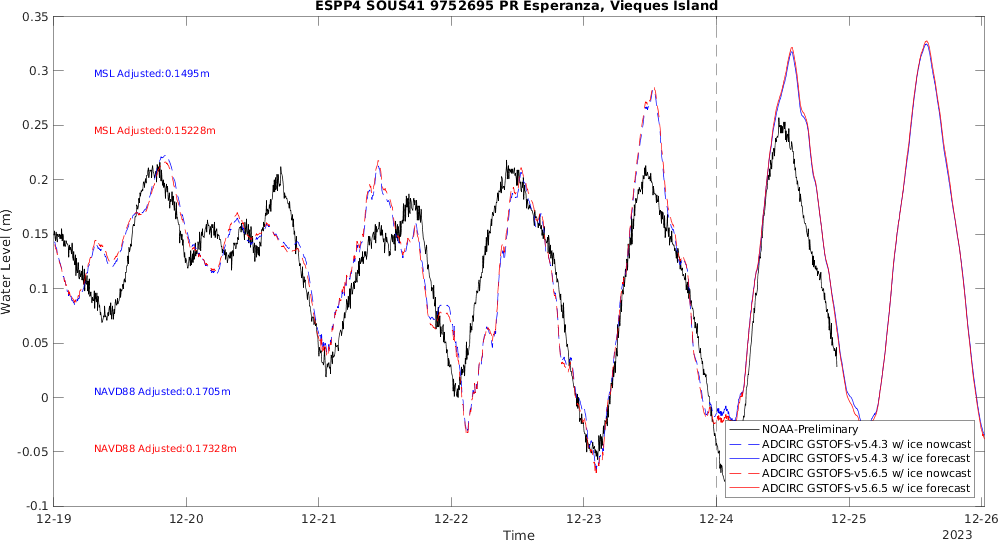 ESPP4 SOUS41 9752695 PR Esperanza, Vieques Island
0.35
0.3
0.25
0.2
0.15
0.1
0.05
0
-0.05
-0.1
Water Level (m)
MSL Adjusted:0.1495m
MSL Adjusted:0.15228m
NAVD88 Adjusted:0.1705m
NAVD88 Adjusted:0.17328m
NOAA-Preliminary
ADCIRC GSTOFS-v5.4.3 w/ ice nowcast
ADCIRC GSTOFS-v5.4.3 w/ ice forecast
ADCIRC GSTOFS-v5.6.5 w/ ice nowcast
ADCIRC GSTOFS-v5.6.5 w/ ice forecast
12-19 12-20 12-21 12-22 12-23 12-24 12-25 12-26
Time
2023